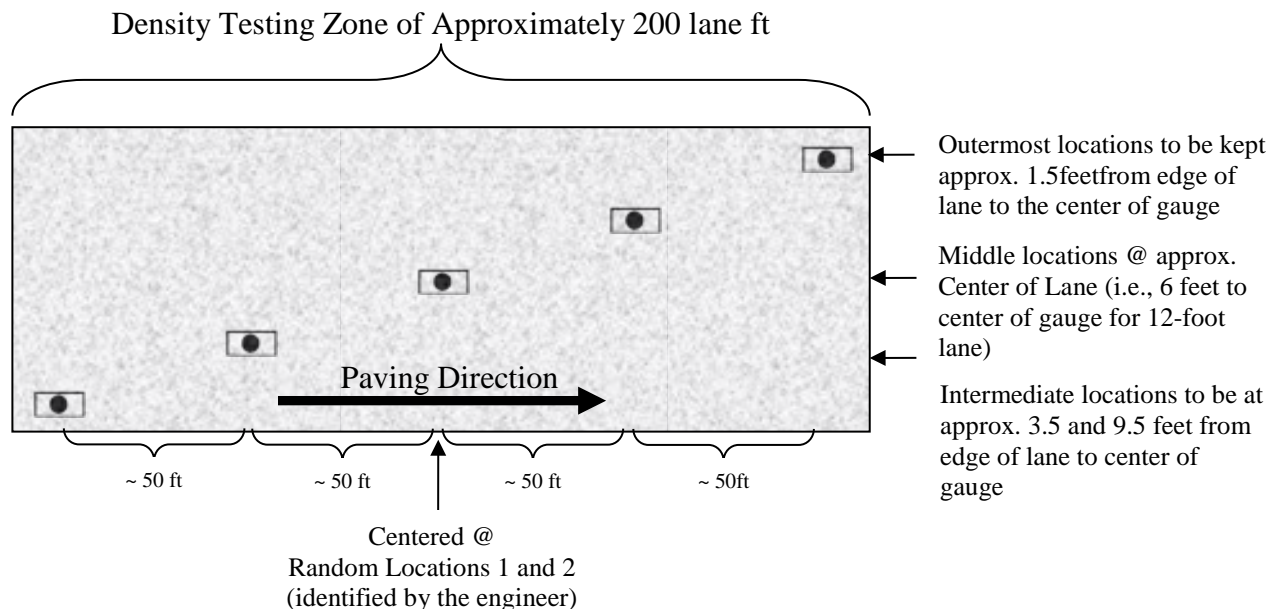 Density Testing Zone of Approximately 200 lane ft
Outermost locations to be kept
approx. 1.5feetfrom edge of
lane to the center of gauge
Middle locations @ approx.
Center of Lane (i.e., 6 feet to
center of gauge for 12-foot
lane)
Paving Direction
Intermediate locations to be at
approx. 3.5 and 9.5 feet from
edge of lane to center of
gauge
~ 50 ft
~ 50 ft
~ 50 ft
~ 50ft
Centered @
Random Locations 1 and 2
(identified by the engineer)